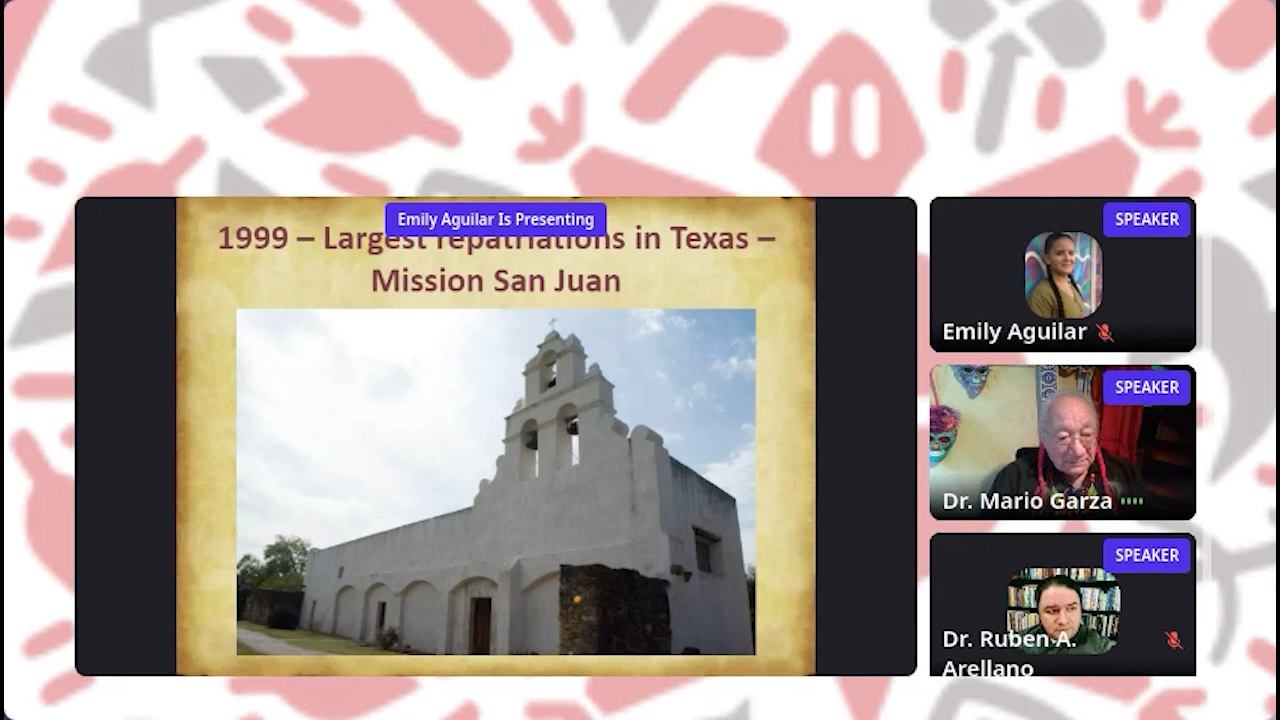 Emily Aguilar Is Presenting
1999 – Largest repatriations in Texas –
Mission San Juan
SPEAKER
Emily Aguilar
SPEAKER
Dr. Mario Garza
SPEAKER
Dr. Ruben A.
Arellano